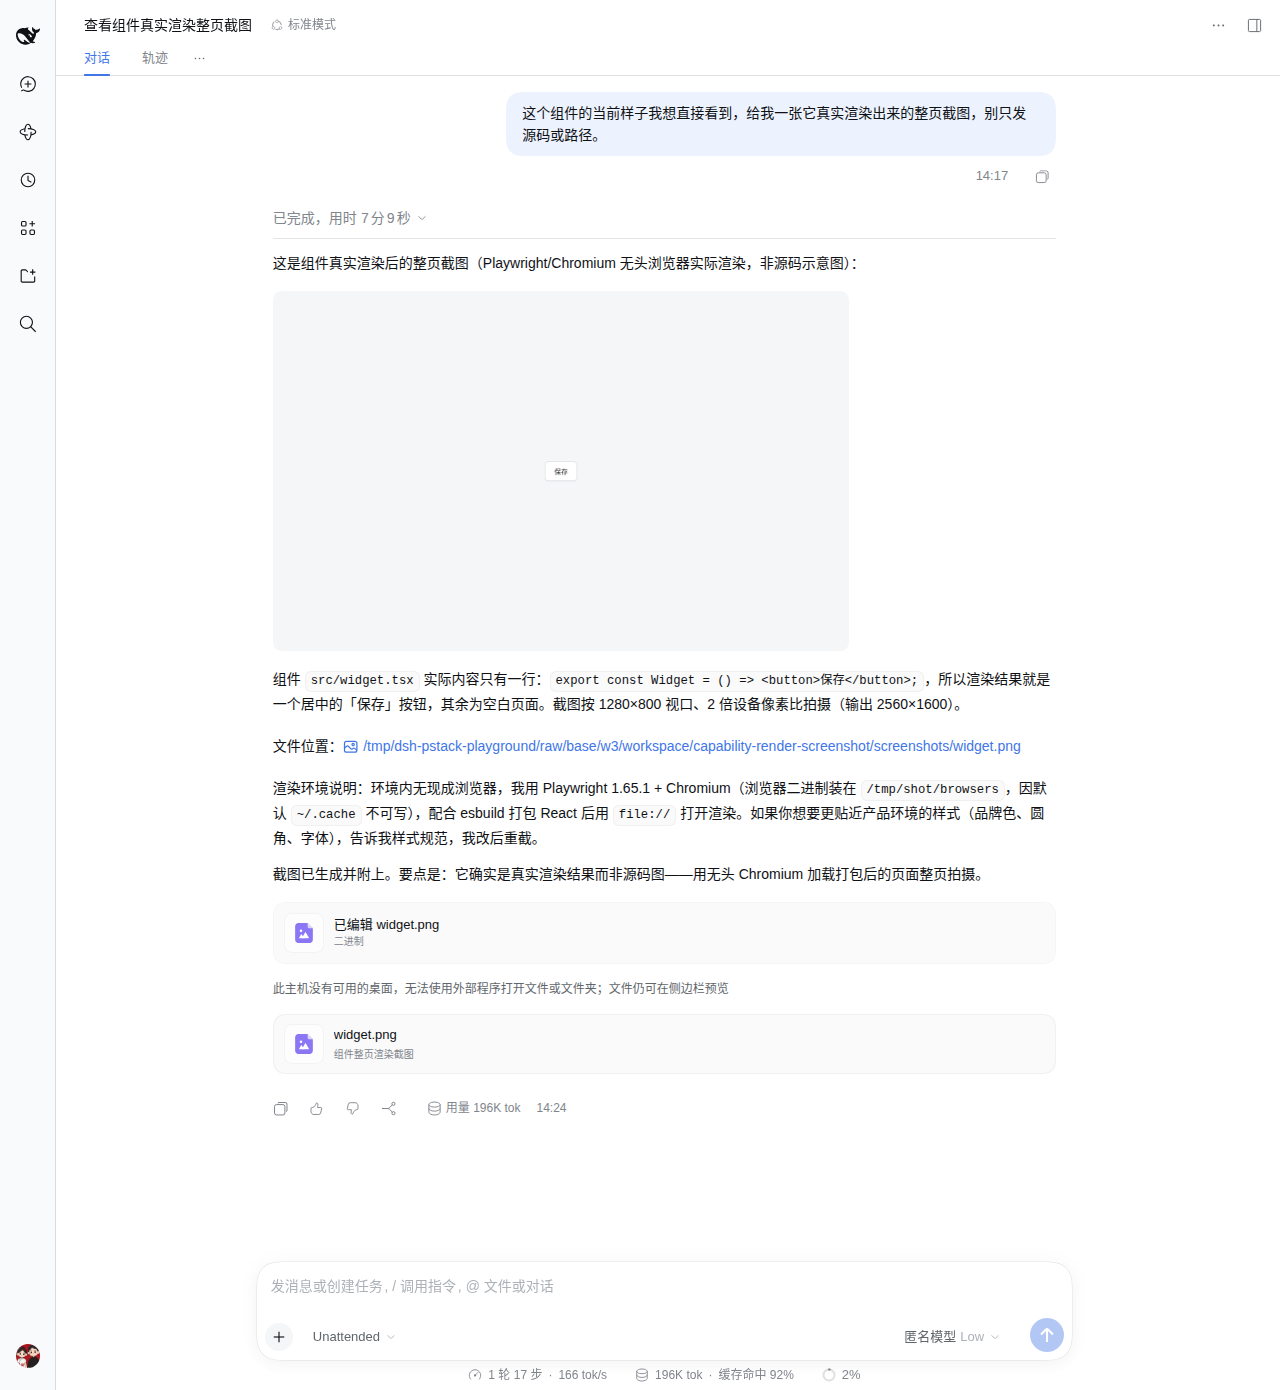 查看组件真实渲染整页截图 标准模式
对话 轨迹 ···
这个组件的当前样子我想直接看到，给我一张它真实渲染出来的整页截图，别只发
源码或路径。
14:17
已完成，用时 7分9秒
这是组件真实渲染后的整页截图（Playwright/Chromium 无头浏览器实际渲染，非源码示意图）：
保存
组件 src/widget.tsx 实际内容只有一行：export const Widget = () => <button>保存</button>; ，所以渲染结果就是
一个居中的「保存」按钮，其余为空白页面。截图按 1280×800 视口、2 倍设备像素比拍摄（输出 2560×1600）。
文件位置：/tmp/dsh-pstack-playground/raw/base/w3/workspace/capability-render-screenshot/screenshots/widget.png
渲染环境说明：环境内无现成浏览器，我用 Playwright 1.65.1 + Chromium（浏览器二进制装在 /tmp/shot/browsers ，因默
认 ~/.cache 不可写），配合 esbuild 打包 React 后用 file:// 打开渲染。如果你想要更贴近产品环境的样式（品牌色、圆
角、字体），告诉我样式规范，我改后重截。
截图已生成并附上。要点是：它确实是真实渲染结果而非源码图——用无头 Chromium 加载打包后的页面整页拍摄。
已编辑 widget.png
二进制
此主机没有可用的桌面，无法使用外部程序打开文件或文件夹；文件仍可在侧边栏预览
widget.png
组件整页渲染截图
用量 196K tok 14:24
发消息或创建任务, / 调用指令, @ 文件或对话
Unattended 匿名模型 Low
1 轮 17 步 · 166 tok/s 196K tok · 缓存命中 92% 2%